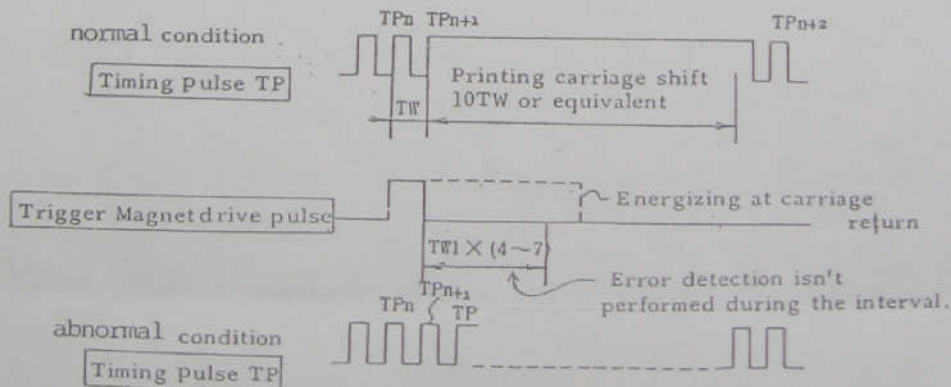 TPn TPn+1 TPn+2
normal condition
Timing pulse TP
Printing carriage shift
10TW or equivalent
TW
Trigger Magnet drive pulse
Energizing at carriage
return
TW1 × (4~7)
Error detection isn't
performed during the interval.
TPn+1
TPn TP
abnormal condition
Timing pulse TP